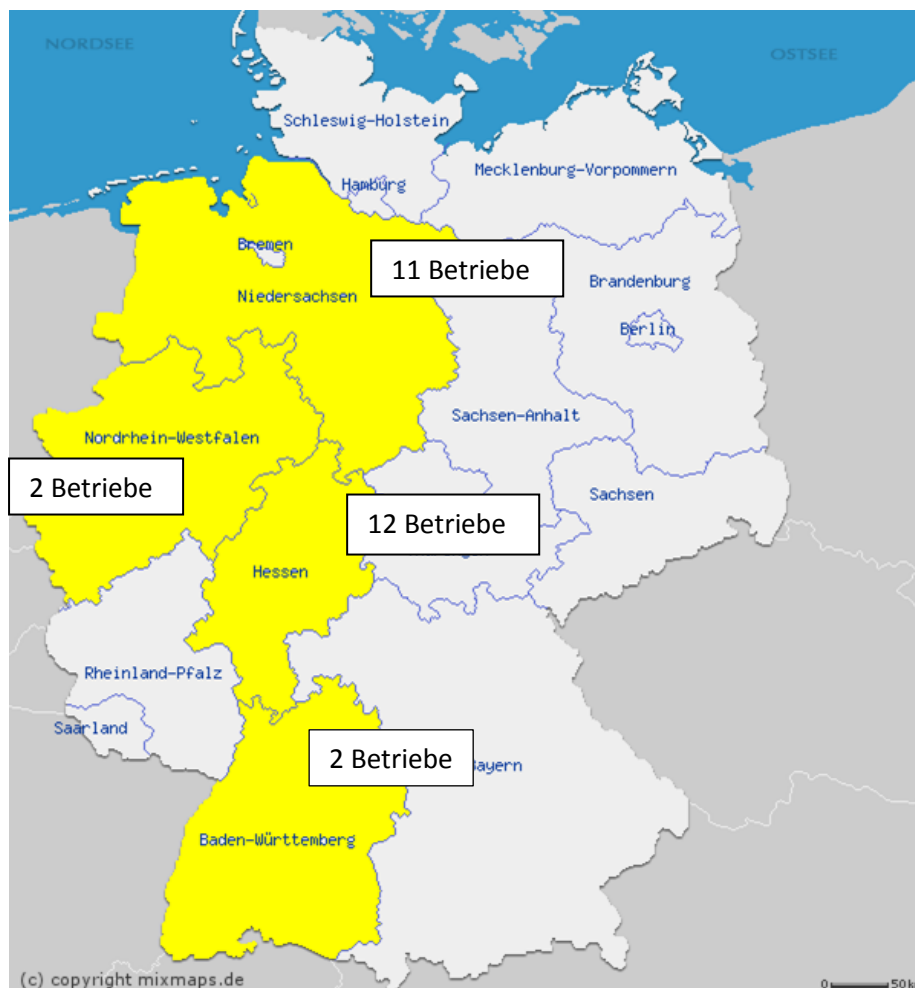 NORDSEE
OSTSEE
Schleswig-Holstein
Mecklenburg-Vorpommern
Hamburg
Bremen
11 Betriebe
Brandenburg
Niedersachsen
Berlin
Sachsen-Anhalt
Nordrhein-Westfalen
2 Betriebe
Sachsen
12 Betriebe
Hessen
Rheinland-Pfalz
Saarland
2 Betriebe
Bayern
Baden-Württemberg
(c) copyright mixmaps.de
0 50k